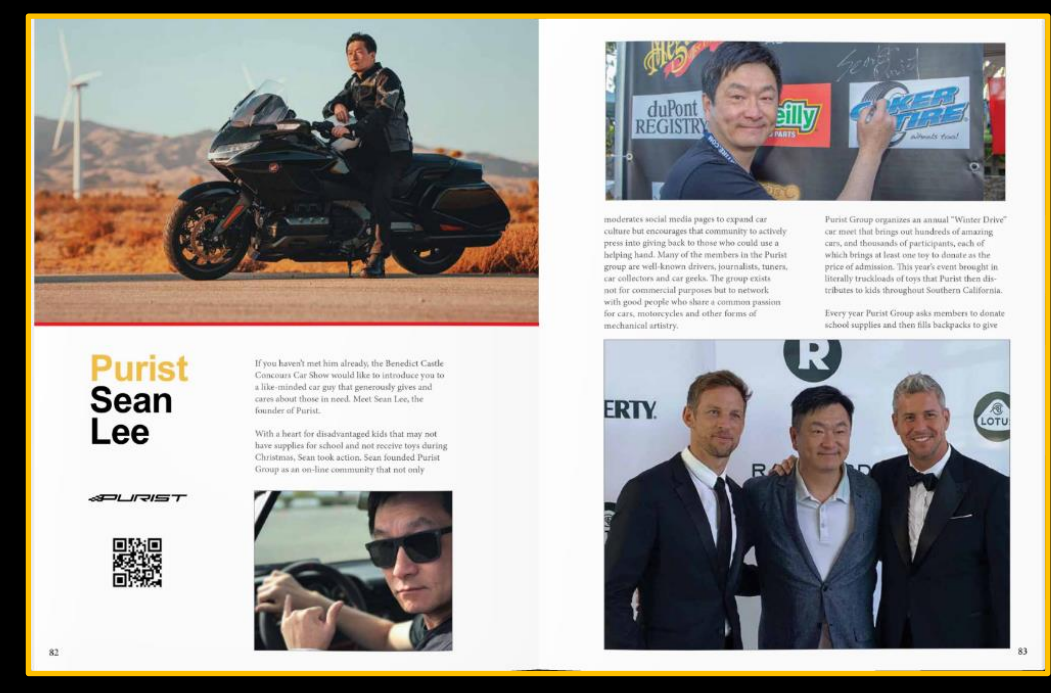 Purist
Sean
Lee
PURIST
If you haven't met him already, the Benedict Castle
Concours Car Show would like to introduce you to
a like-minded car guy that generously gives and
cares about those in need. Meet Sean Lee, the
founder of Purist.
With a heart for disadvantaged kids that may not
have supplies for school and not receive toys during
Christmas, Sean took action. Sean founded Purist
Group as an on-line community that not only
82
duPont
REGISTRY
eilly
PARTS
COKER
TIRE
moderates social media pages to expand car
culture but encourages that community to actively
press into giving back to those who could use a
helping hand. Many of the members in the Purist
group are well-known drivers, journalists, tuners,
car collectors and car geeks. The group exists
not for commercial purposes but to network
with good people who share a common passion
for cars, motorcycles and other forms of
mechanical artistry.
Purist Group organizes an annual "Winter Drive"
car meet that brings out hundreds of amazing
cars, and thousands of participants, each of
which brings at least one toy to donate as the
price of admission. This year's event brought in
literally truckloads of toys that Purist then dis-
tributes to kids throughout Southern California.
Every year Purist Group asks members to donate
school supplies and then fills backpacks to give
R
ERTY.
LOTU
83